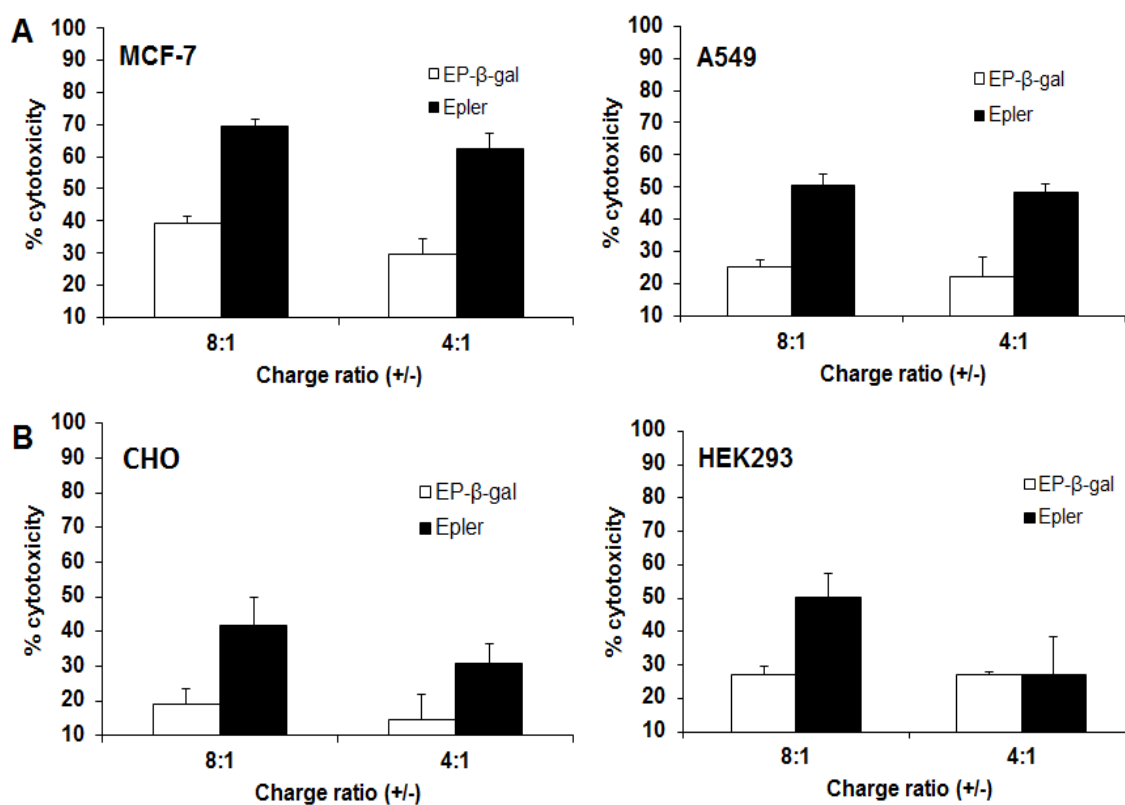 A
MCF-7
EP-β-gal
Epler
% cytotoxicity
100
90
80
70
60
50
40
30
20
10
8:1
4:1
Charge ratio (+/-)
A549
EP-β-gal
Epler
% cytotoxicity
100
90
80
70
60
50
40
30
20
10
8:1
4:1
Charge ratio (+/-)
B
CHO
EP-β-gal
Epler
% cytotoxicity
100
90
80
70
60
50
40
30
20
10
8:1
4:1
Charge ratio (+/-)
HEK293
EP-β-gal
Epler
% cytotoxicity
100
90
80
70
60
50
40
30
20
10
8:1
4:1
Charge ratio (+/-)